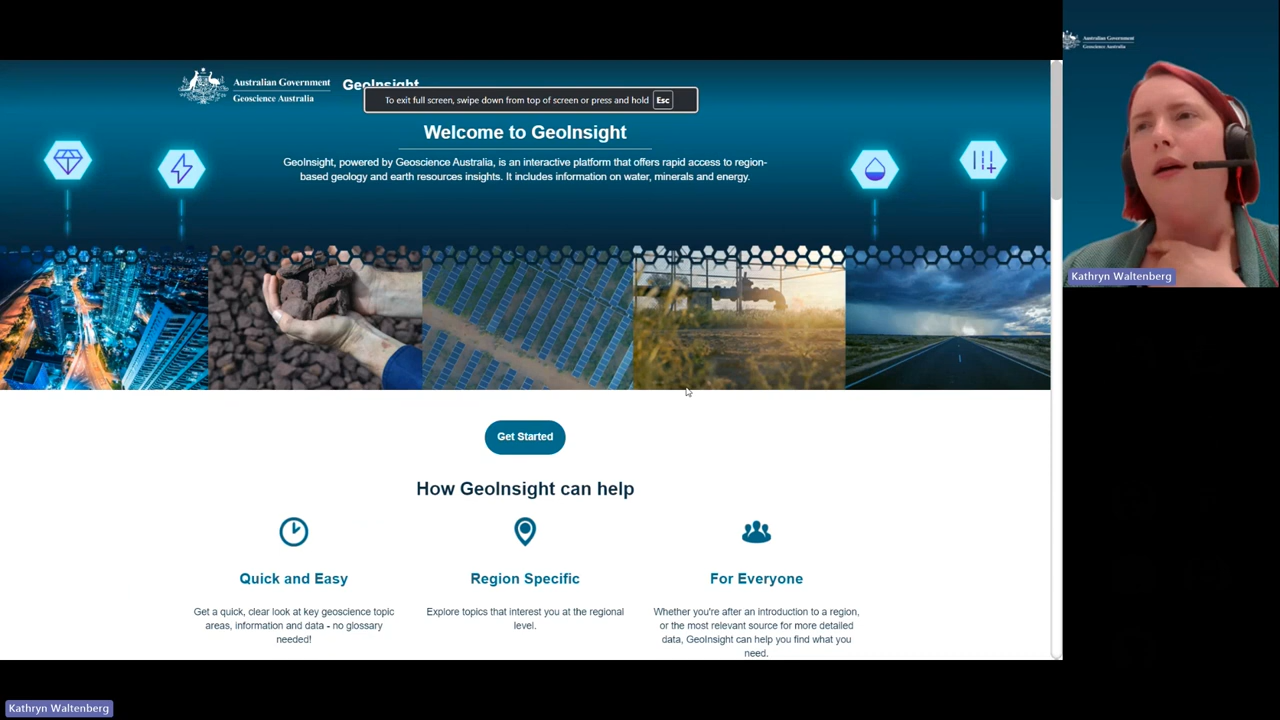 Australian Government
Geoscience Australia
GeoInsight
To exit full screen, swipe down from top of screen or press and hold Esc
Welcome to GeoInsight
GeoInsight, powered by Geoscience Australia, is an interactive platform that offers rapid access to region-
based geology and earth resources insights. It includes information on water, minerals and energy.
Get Started
How GeoInsight can help
Quick and Easy
Get a quick, clear look at key geoscience topic
areas, information and data - no glossary
needed!
Region Specific
Explore topics that interest you at the regional
level.
For Everyone
Whether you're after an introduction to a region,
or the most relevant source for more detailed
data, GeoInsight can help you find what you
need.
Australian Government
Geoscience Australia
Kathryn Waltenberg
Kathryn Waltenberg